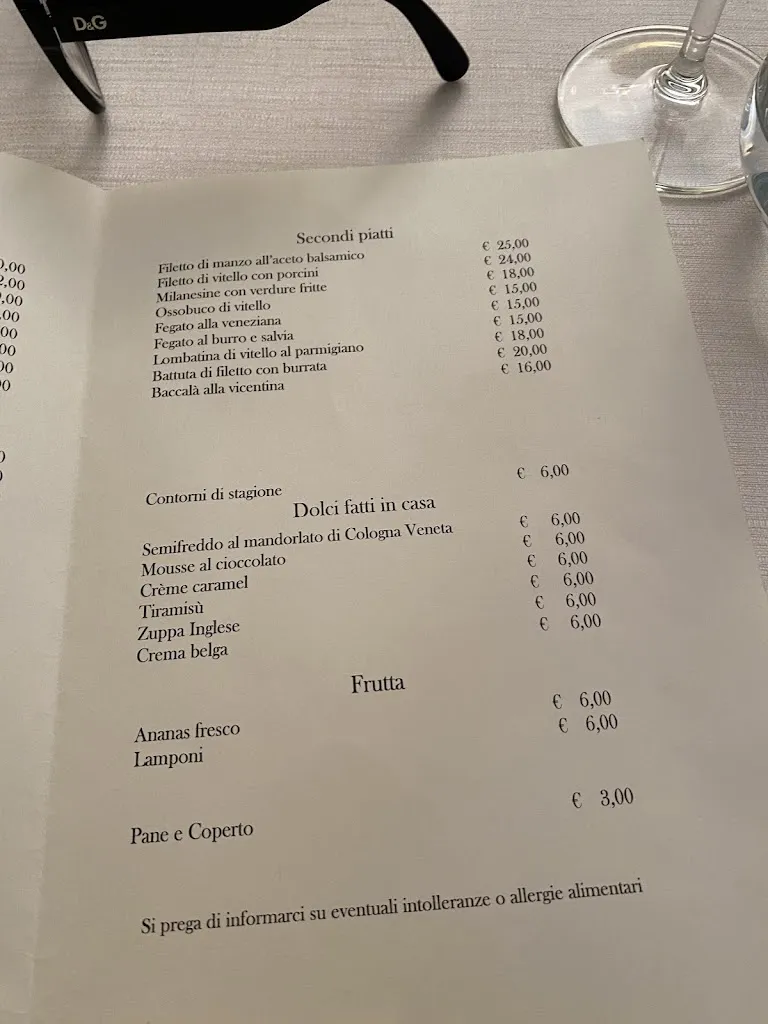 D&G
Secondi piatti
Filetto di manzo all'aceto balsamico € 25,00
Filetto di vitello con porcini € 24,00
Milanesine con verdure fritte € 18,00
Ossobuco di vitello € 15,00
Fegato alla veneziana € 15,00
Fegato al burro e salvia € 15,00
Lombatina di vitello al parmigiano € 18,00
Battuta di filetto con burrata € 20,00
Baccalà alla vicentina € 16,00
Contorni di stagione € 6,00
Dolci fatti in casa
Semifreddo al mandorlato di Cologna Veneta € 6,00
Mousse al cioccolato € 6,00
Crème caramel € 6,00
Tiramisù € 6,00
Zuppa Inglese € 6,00
Crema belga € 6,00
Frutta
Ananas fresco € 6,00
Lamponi € 6,00
Pane e Coperto € 3,00
Si prega di informarci su eventuali intolleranze o allergie alimentari